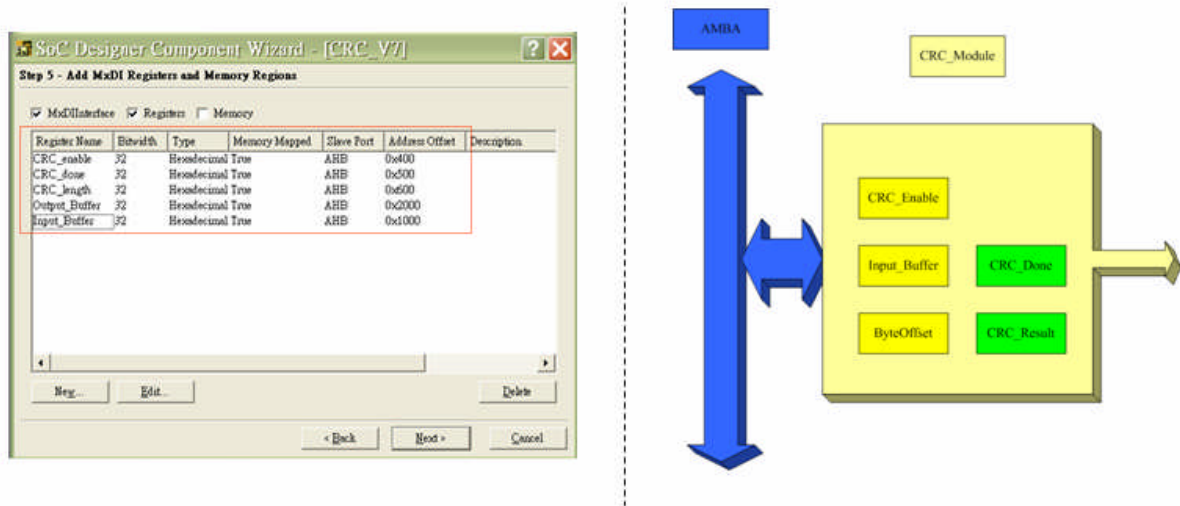 SoC Designer Component Wizard - [CRC_V7]
Step 5 - Add MxDI Registers and Memory Regions
MxDIInterface Registers Memory
Register Name Bitwidth Type Memory Mapped Slave Port Address Offset Description
CRC_enable 32 Hexadecimal True AHB 0x400
CRC_done 32 Hexadecimal True AHB 0x500
CRC_length 32 Hexadecimal True AHB 0x600
Output_Buffer 32 Hexadecimal True AHB 0x2000
Input_Buffer 32 Hexadecimal True AHB 0x1000
New... Edit... Delete
< Back Next > Cancel
AMBA
CRC_Module
CRC_Enable
Input_Buffer CRC_Done
ByteOffset CRC_Result